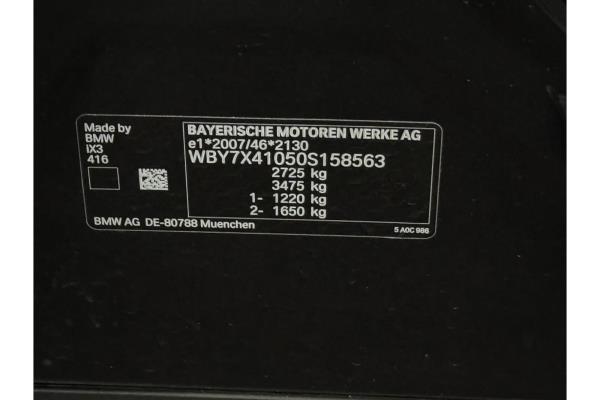 Made by
BMW
iX3
416
BAYERISCHE MOTOREN WERKE AG
e1*2007/46*2130
WBY7X41050S158563
2725 kg
3475 kg
1- 1220 kg
2- 1650 kg
BMW AG DE-80788 Muenchen
5 A0C 986